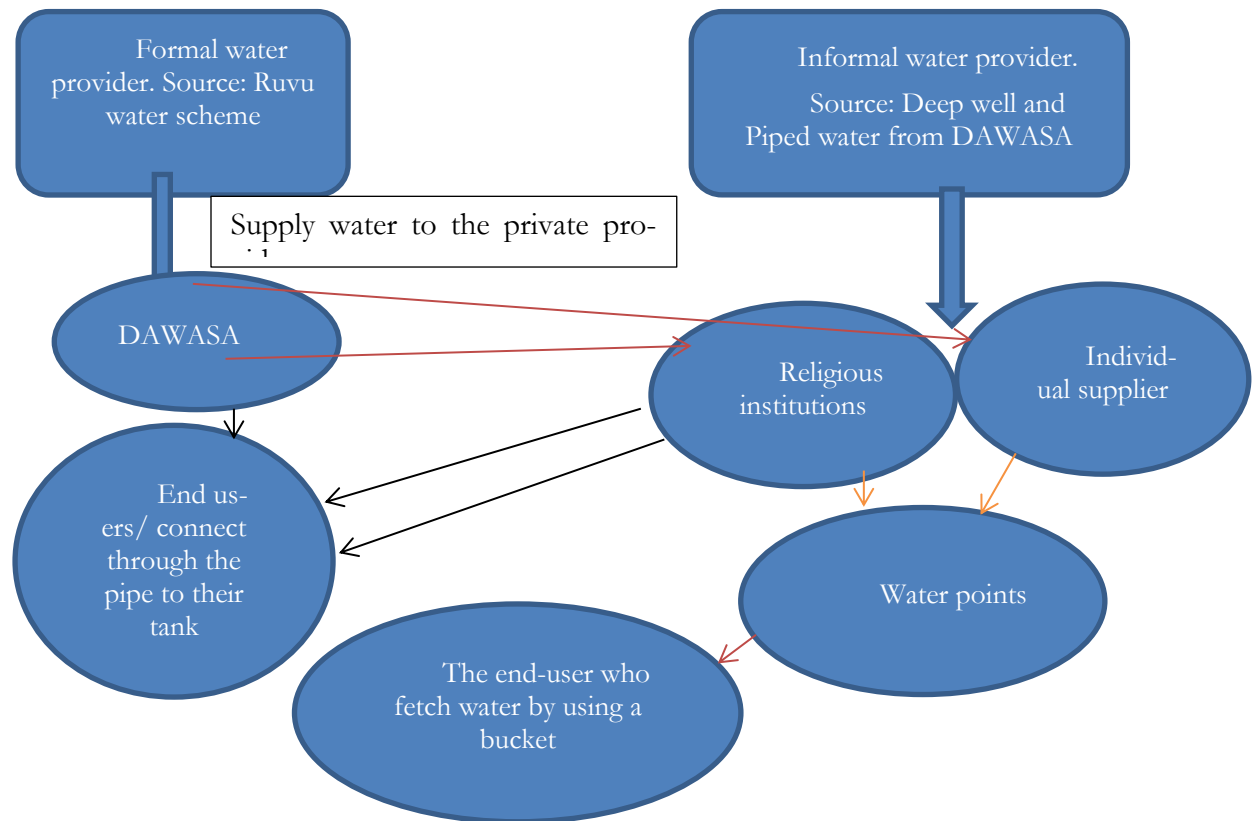 Formal water
provider. Source: Ruvu
water scheme
Informal water provider.
Source: Deep well and
Piped water from DAWASA
Supply water to the private pro-
DAWASA
Religious
institutions
Individ-
ual supplier
End us-
ers/ connect
through the
pipe to their
tank
Water points
The end-user who
fetch water by using a
bucket